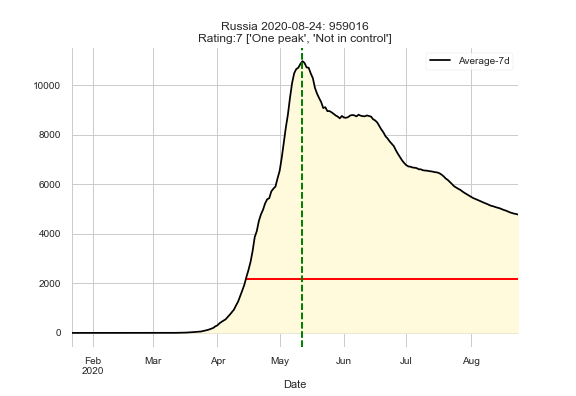 Russia 2020-08-24: 959016
Rating:7 ['One peak', 'Not in control']
Average-7d
10000
8000
6000
4000
2000
0
Feb Mar Apr May Jun Jul Aug
2020
Date